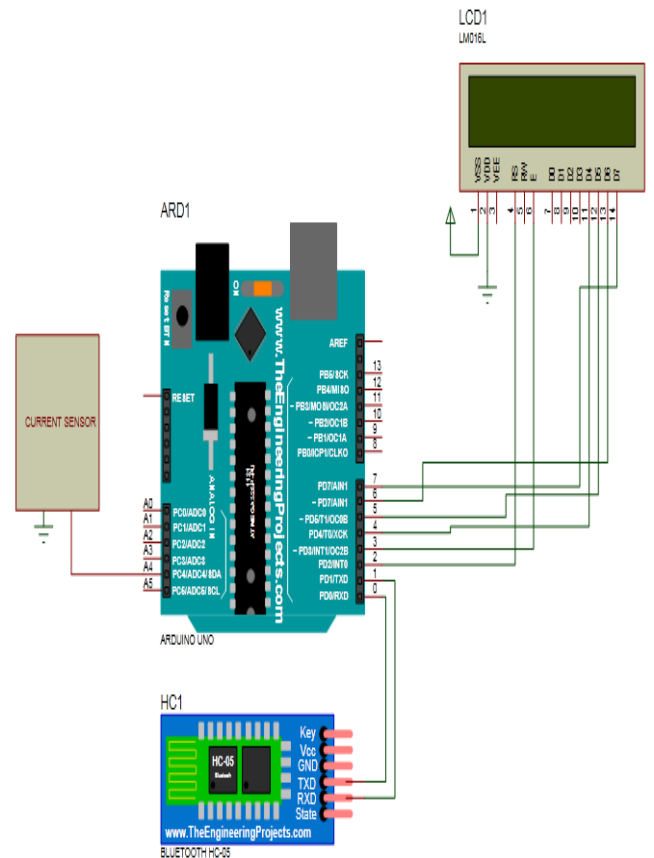 LCD1
LM016L
VSS
VDD
VEE
RS
RW
E
D0
D1
D2
D3
D4
D5
D6
D7
1
2
3
4
5
6
7
8
9
10
11
12
13
14
ARD1
ON
www.TheEngineeringProjects.com
CURRENT SENSOR
RESET
ANALOG IN
AREF
PB5/SCK
13
PB4/MISO
12
~ PB3/MOSI/OC2A
11
~ PB2/OC1B
10
~ PB1/OC1A
9
PB0/ICP1/CLKO
8
PD7/AIN1
7
~ PD7/AIN1
6
~ PD5/T1/OC0B
5
PD4/T0/XCK
4
~ PD3/INT1/OC2B
3
PD2/INT0
2
PD1/TXD
1
PD0/RXD
0
A0
PC0/ADC0
A1
PC1/ADC1
A2
PC2/ADC2
A3
PC3/ADC3
A4
PC4/ADC4/SDA
A5
PC5/ADC5/SCL
ARDUINO UNO
HC1
HC-05
Bluetooth
Key
Vcc
GND
TXD
RXD
State
www.TheEngineeringProjects.com
BLUETOOTH HC-05